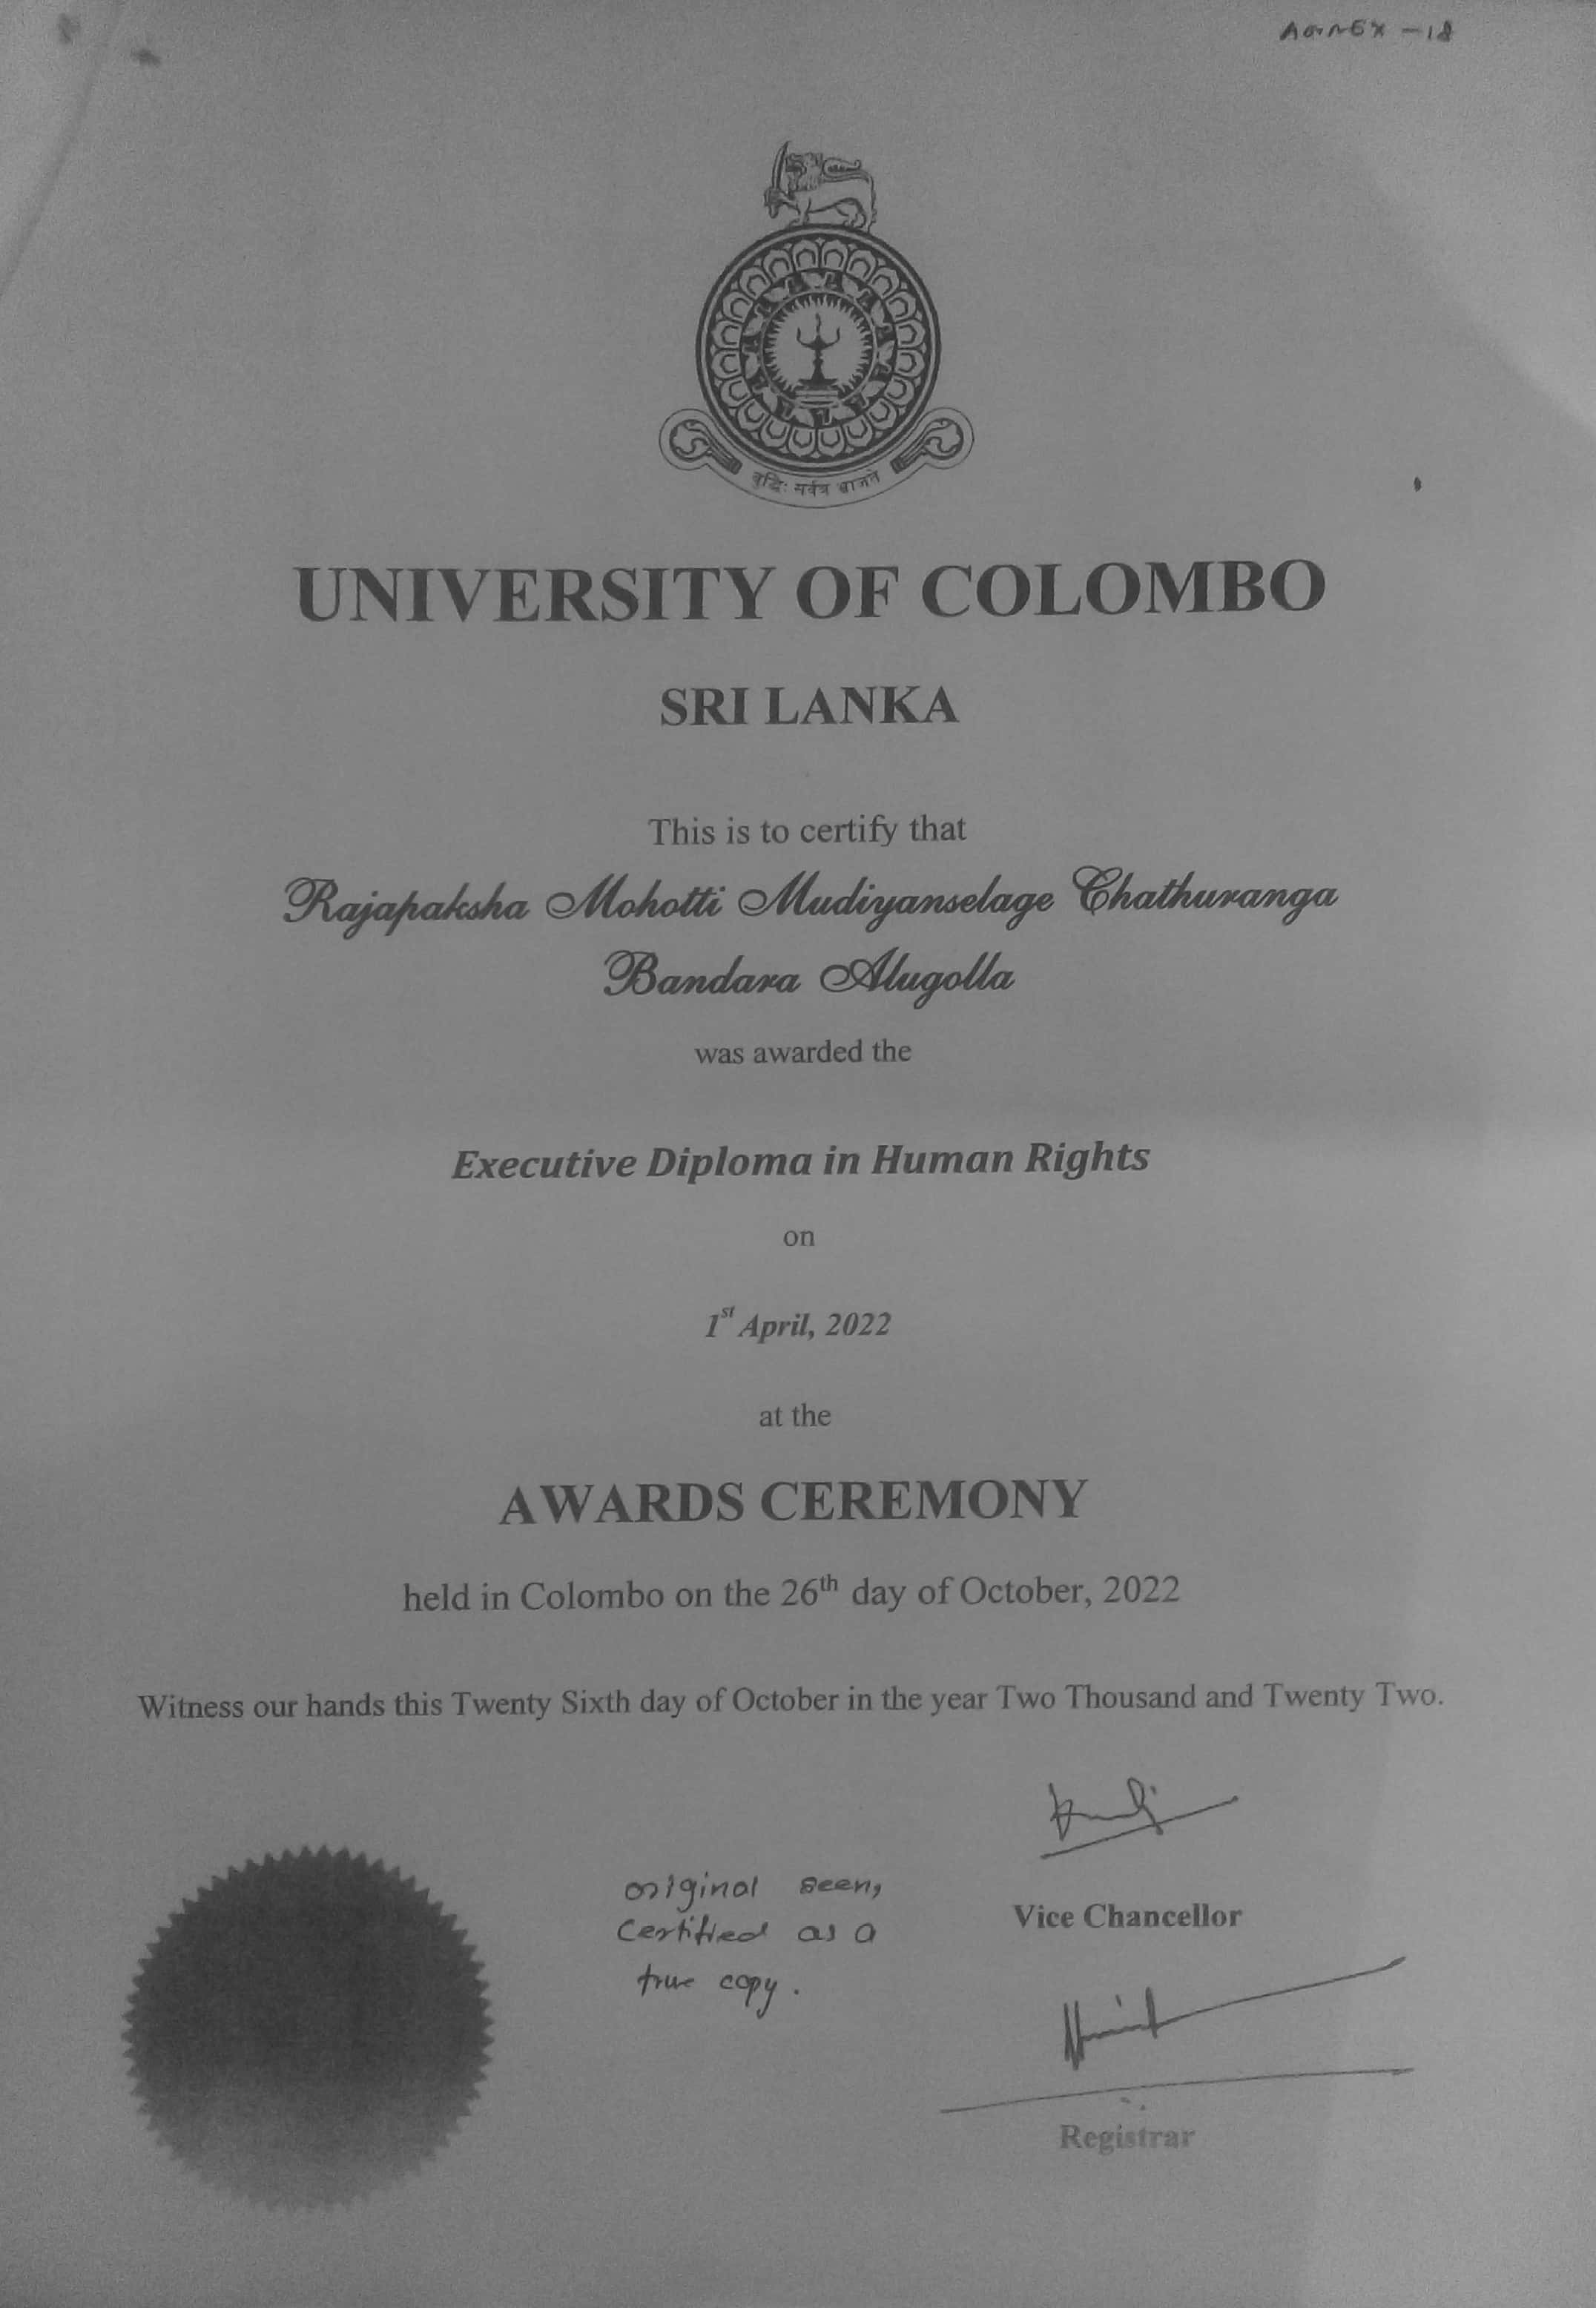 Annex - 18
बुद्धिः सर्वत्र भ्राजते
UNIVERSITY OF COLOMBO
SRI LANKA
This is to certify that
Rajapaksha Mohotti Mudiyanselage Chathuranga
Bandara Alugolla
was awarded the
Executive Diploma in Human Rights
on
1st April, 2022
at the
AWARDS CEREMONY
held in Colombo on the 26th day of October, 2022
Witness our hands this Twenty Sixth day of October in the year Two Thousand and Twenty Two.
original seen,
certified as a
true copy.
Vice Chancellor
Registrar